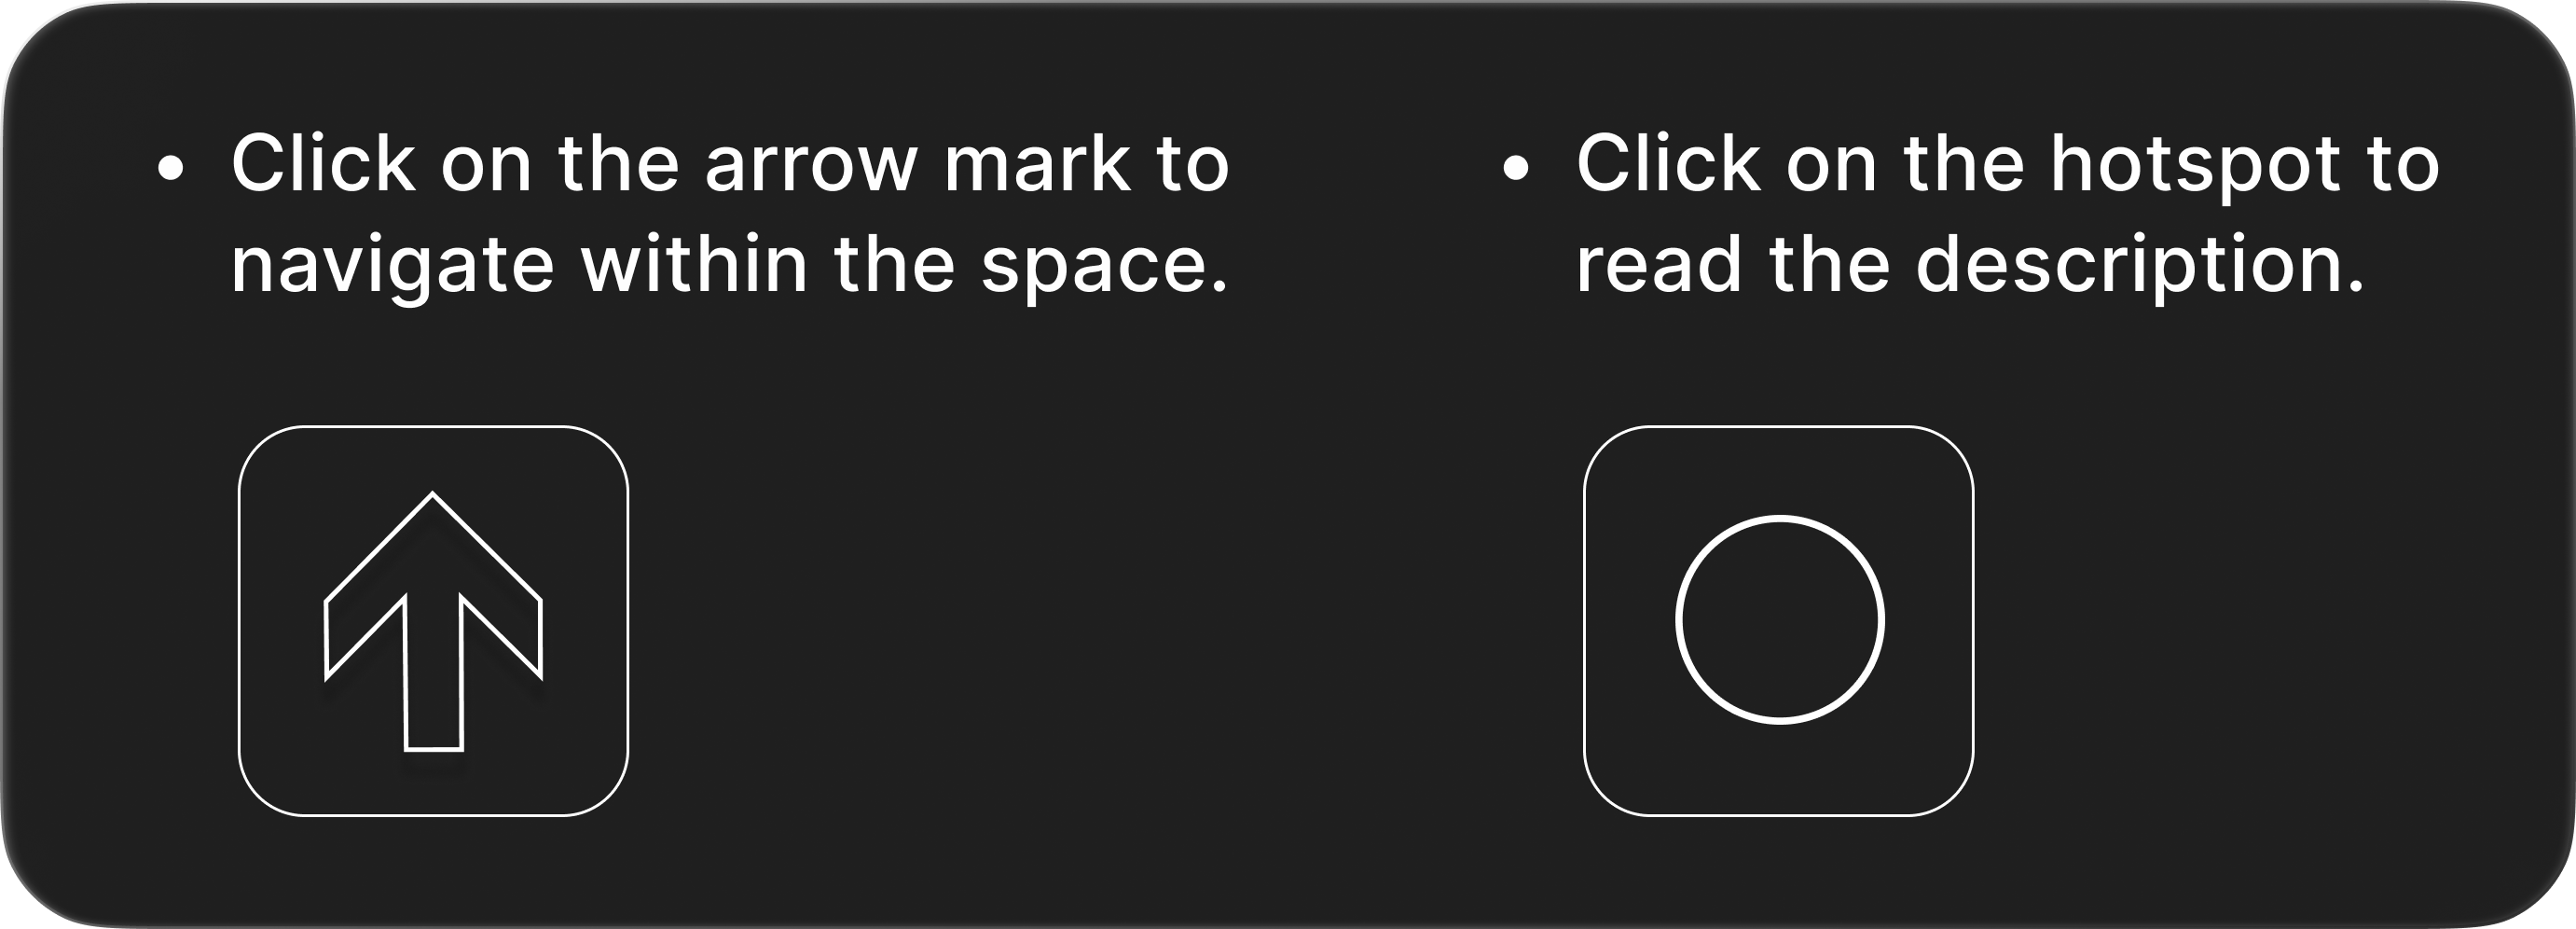 • Click on the arrow mark to
navigate within the space.
• Click on the hotspot to
read the description.